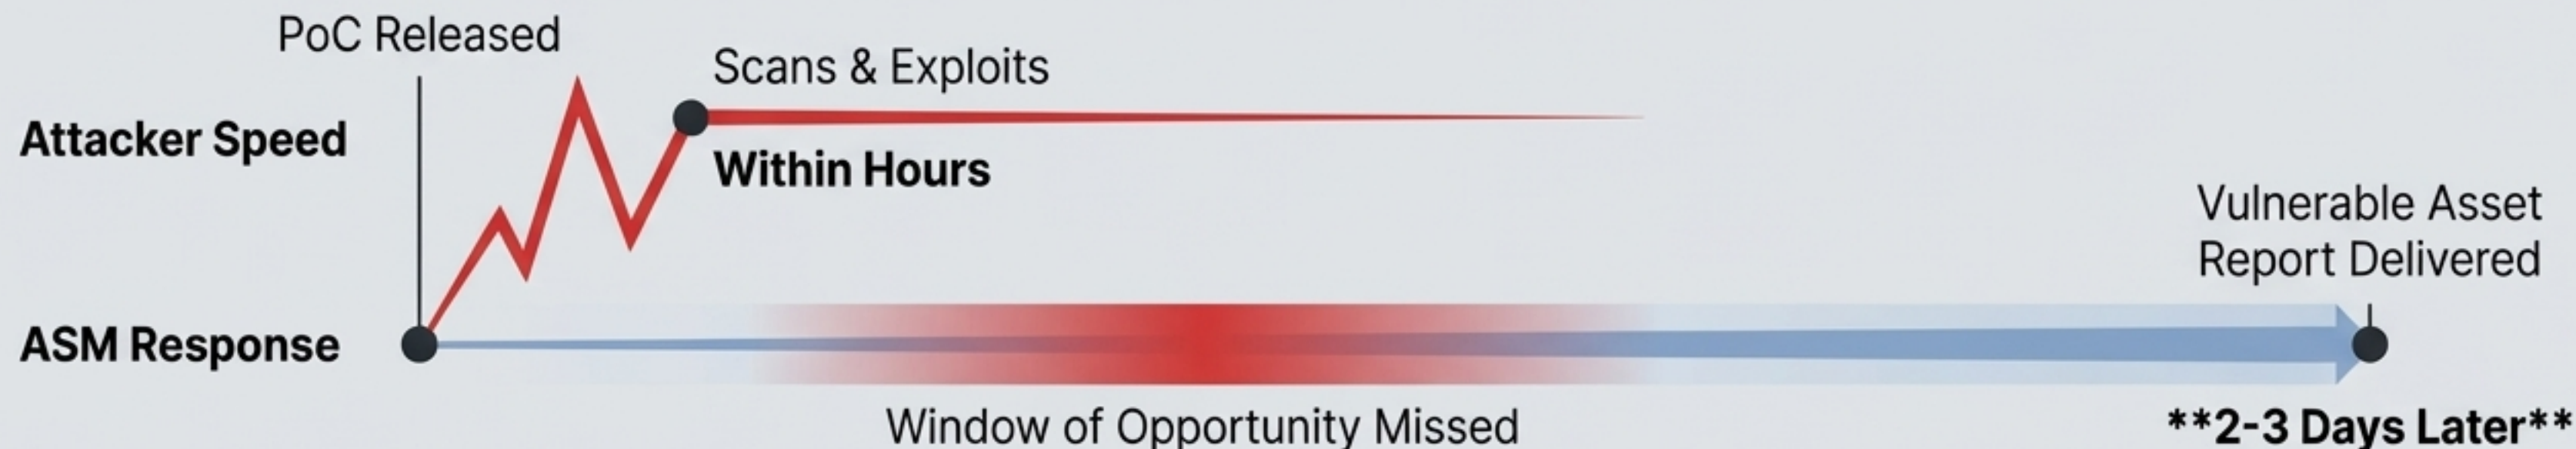 PoC Released
Attacker Speed
Scans & Exploits
Within Hours
Vulnerable Asset
Report Delivered
ASM Response
Window of Opportunity Missed
**2-3 Days Later**